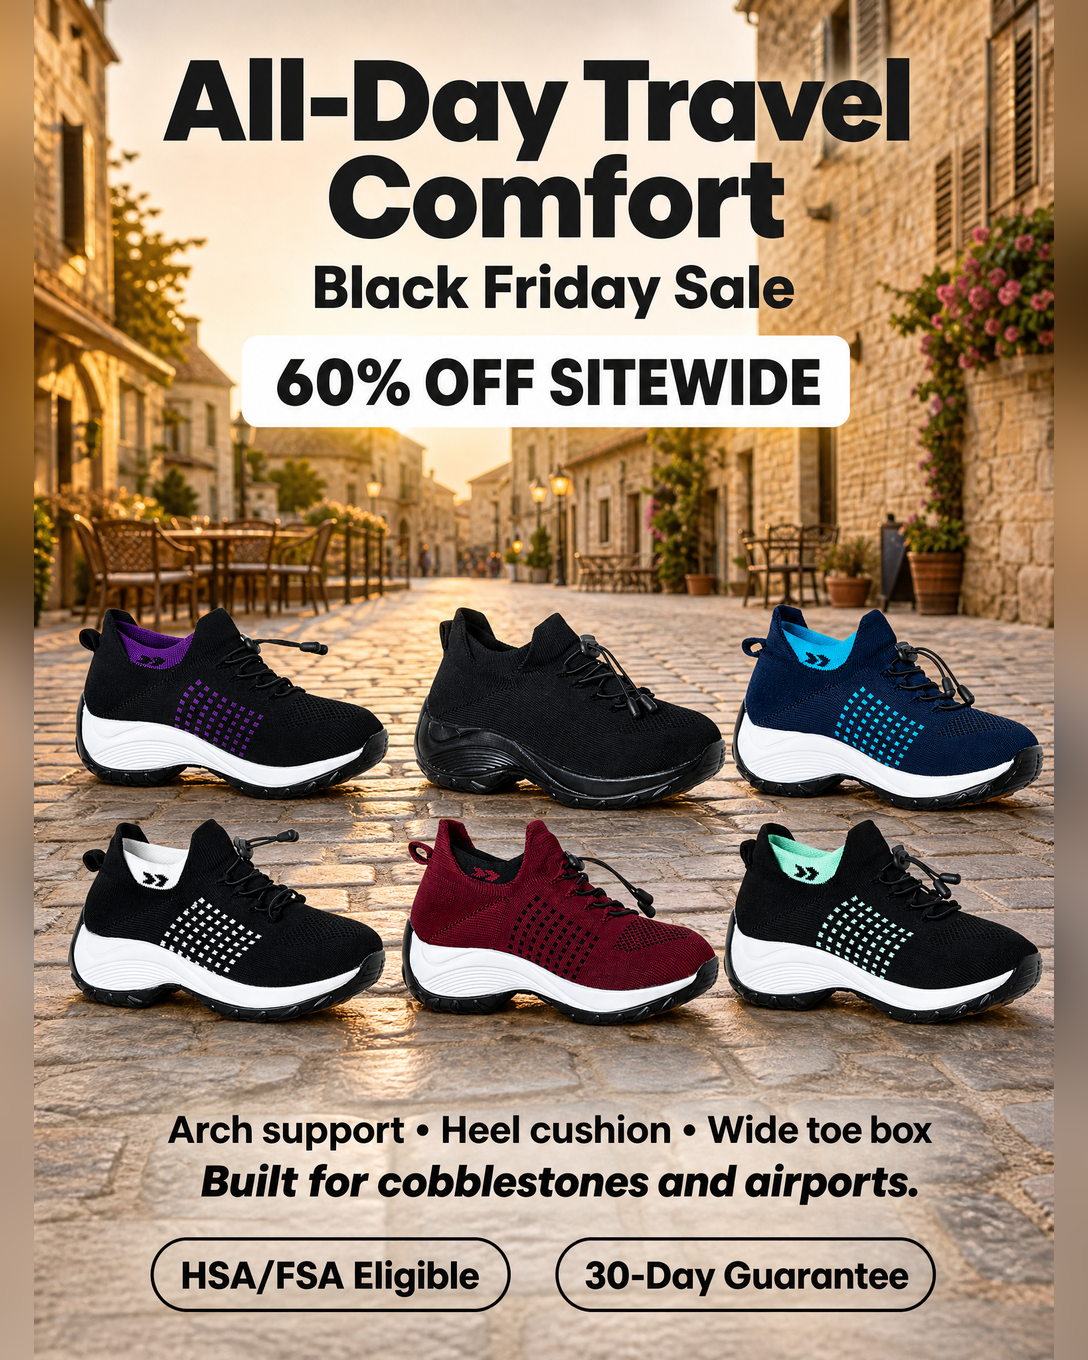 All-Day Travel
Comfort
Black Friday Sale
60% OFF SITEWIDE
Arch support • Heel cushion • Wide toe box
Built for cobblestones and airports.
HSA/FSA Eligible
30-Day Guarantee